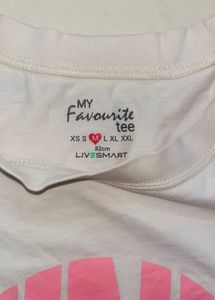 MY
Favourite
tee
XS S M L XL XXL
92cm
LIVESMART